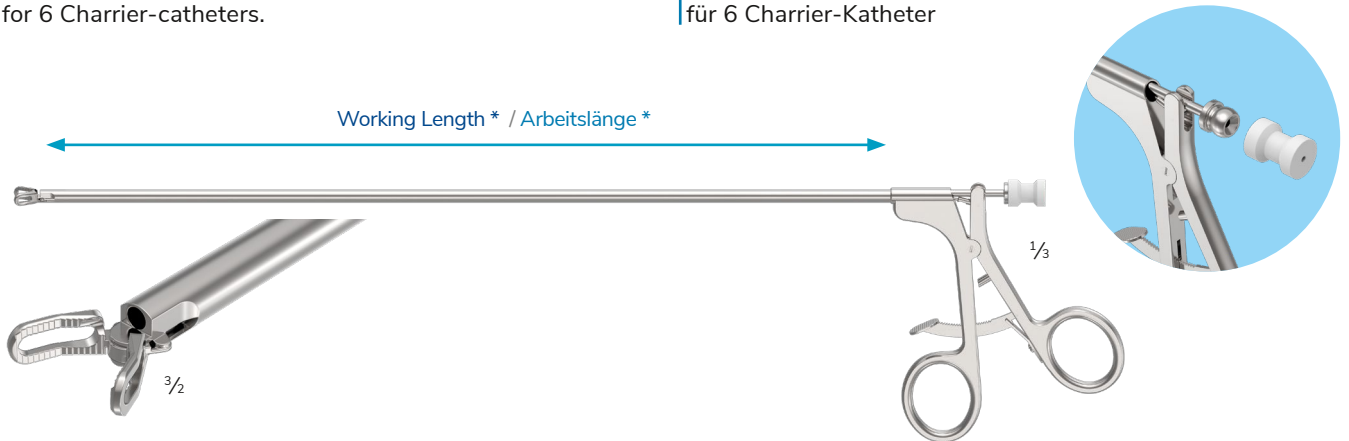 for 6 Charrier-catheters.
für 6 Charrier-Katheter
Working Length * / Arbeitslänge *
1/3
3/2